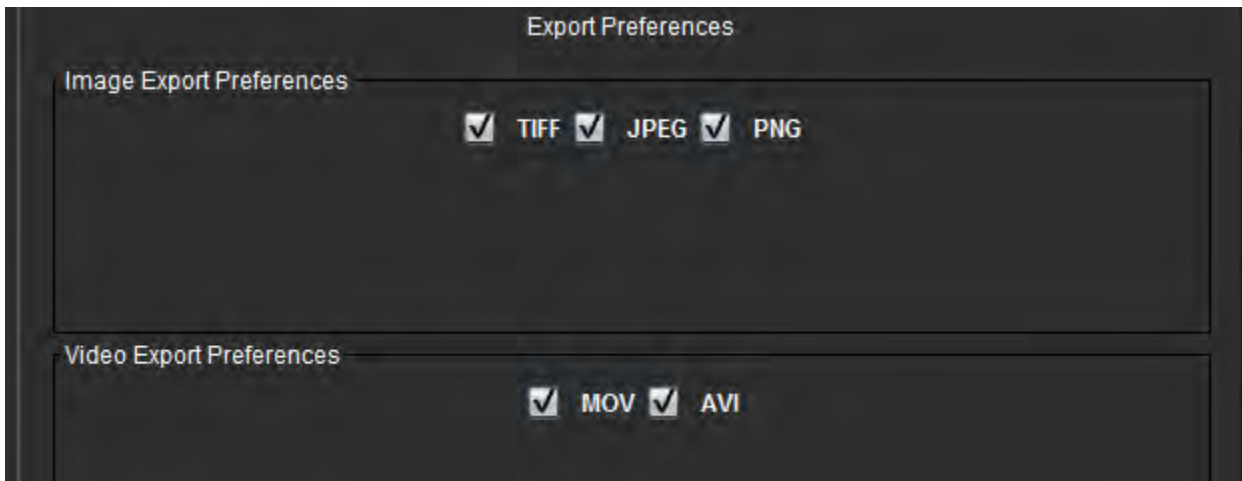 Export Preferences
Image Export Preferences
TIFF JPEG PNG
Video Export Preferences
MOV AVI